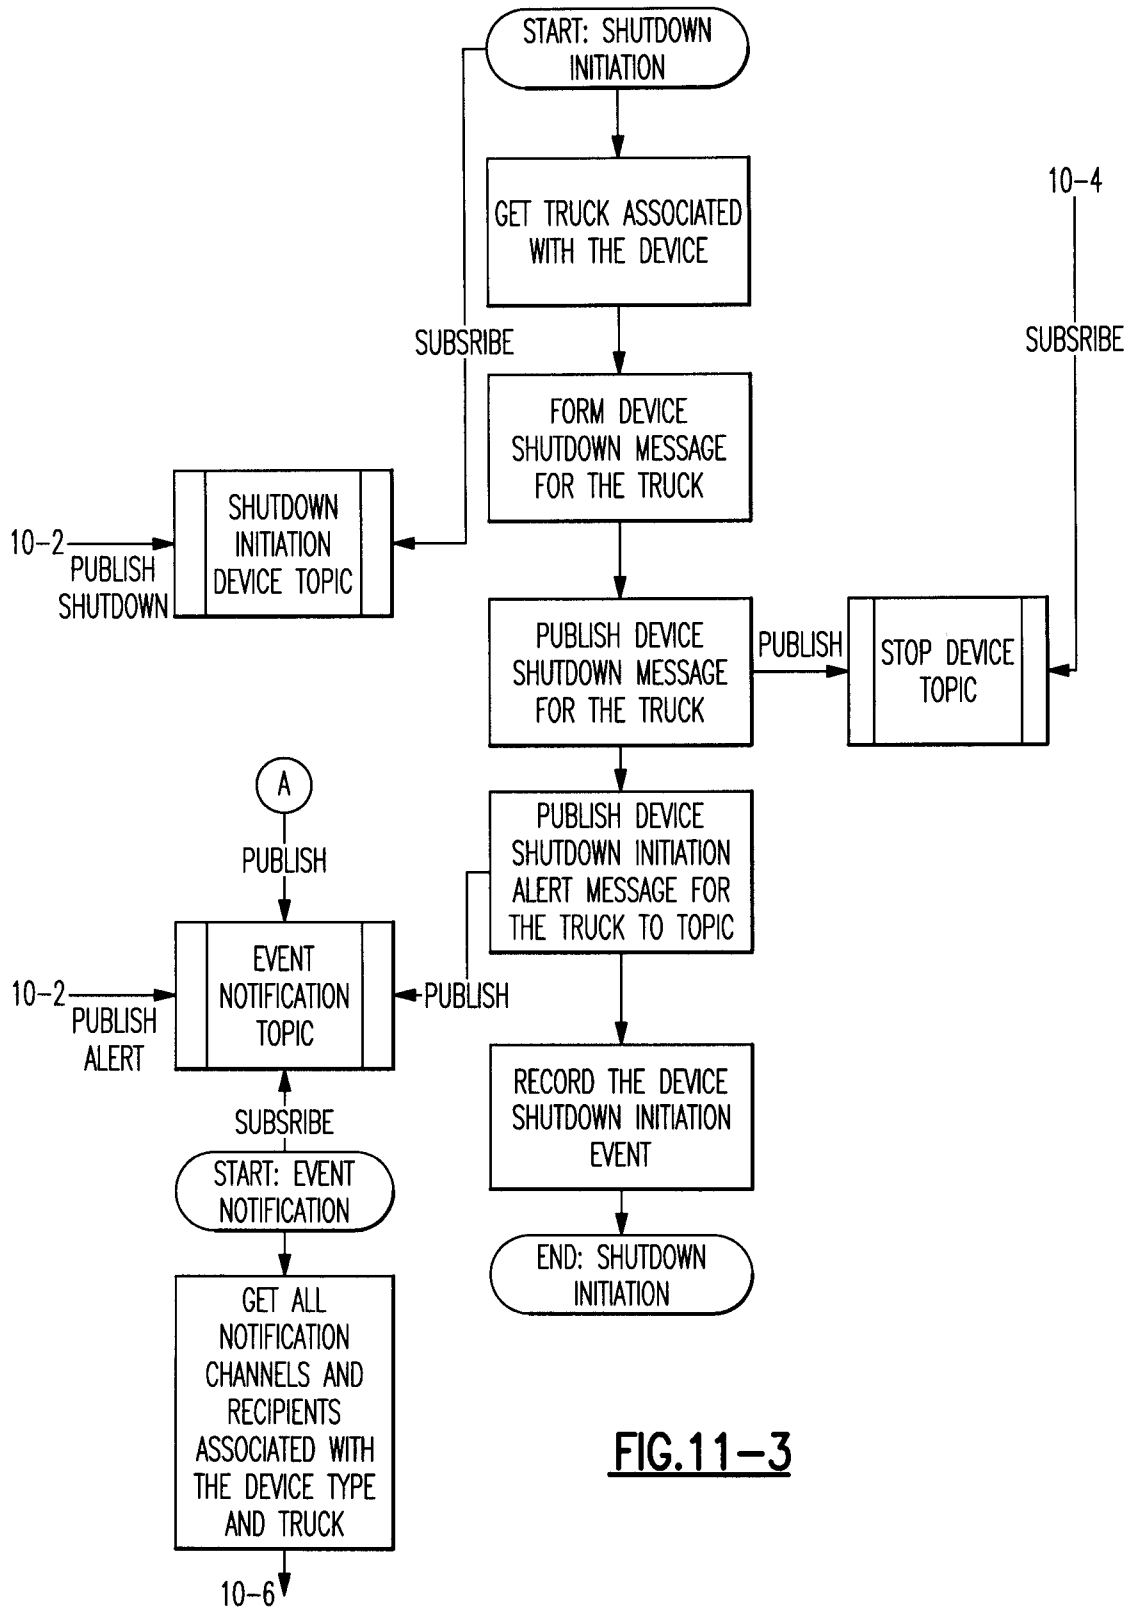 START: SHUTDOWN
INITIATION
GET TRUCK ASSOCIATED
WITH THE DEVICE
10-4
SUBSRIBE
SUBSRIBE
FORM DEVICE
SHUTDOWN MESSAGE
FOR THE TRUCK
SHUTDOWN
INITIATION
DEVICE TOPIC
10-2
PUBLISH
SHUTDOWN
PUBLISH DEVICE
SHUTDOWN MESSAGE
FOR THE TRUCK
PUBLISH
STOP DEVICE
TOPIC
A
PUBLISH
PUBLISH DEVICE
SHUTDOWN INITIATION
ALERT MESSAGE FOR
THE TRUCK TO TOPIC
EVENT
NOTIFICATION
TOPIC
10-2
PUBLISH
ALERT
PUBLISH
RECORD THE DEVICE
SHUTDOWN INITIATION
EVENT
SUBSRIBE
START: EVENT
NOTIFICATION
END: SHUTDOWN
INITIATION
GET ALL
NOTIFICATION
CHANNELS AND
RECIPIENTS
ASSOCIATED WITH
THE DEVICE TYPE
AND TRUCK
10-6
FIG.11-3